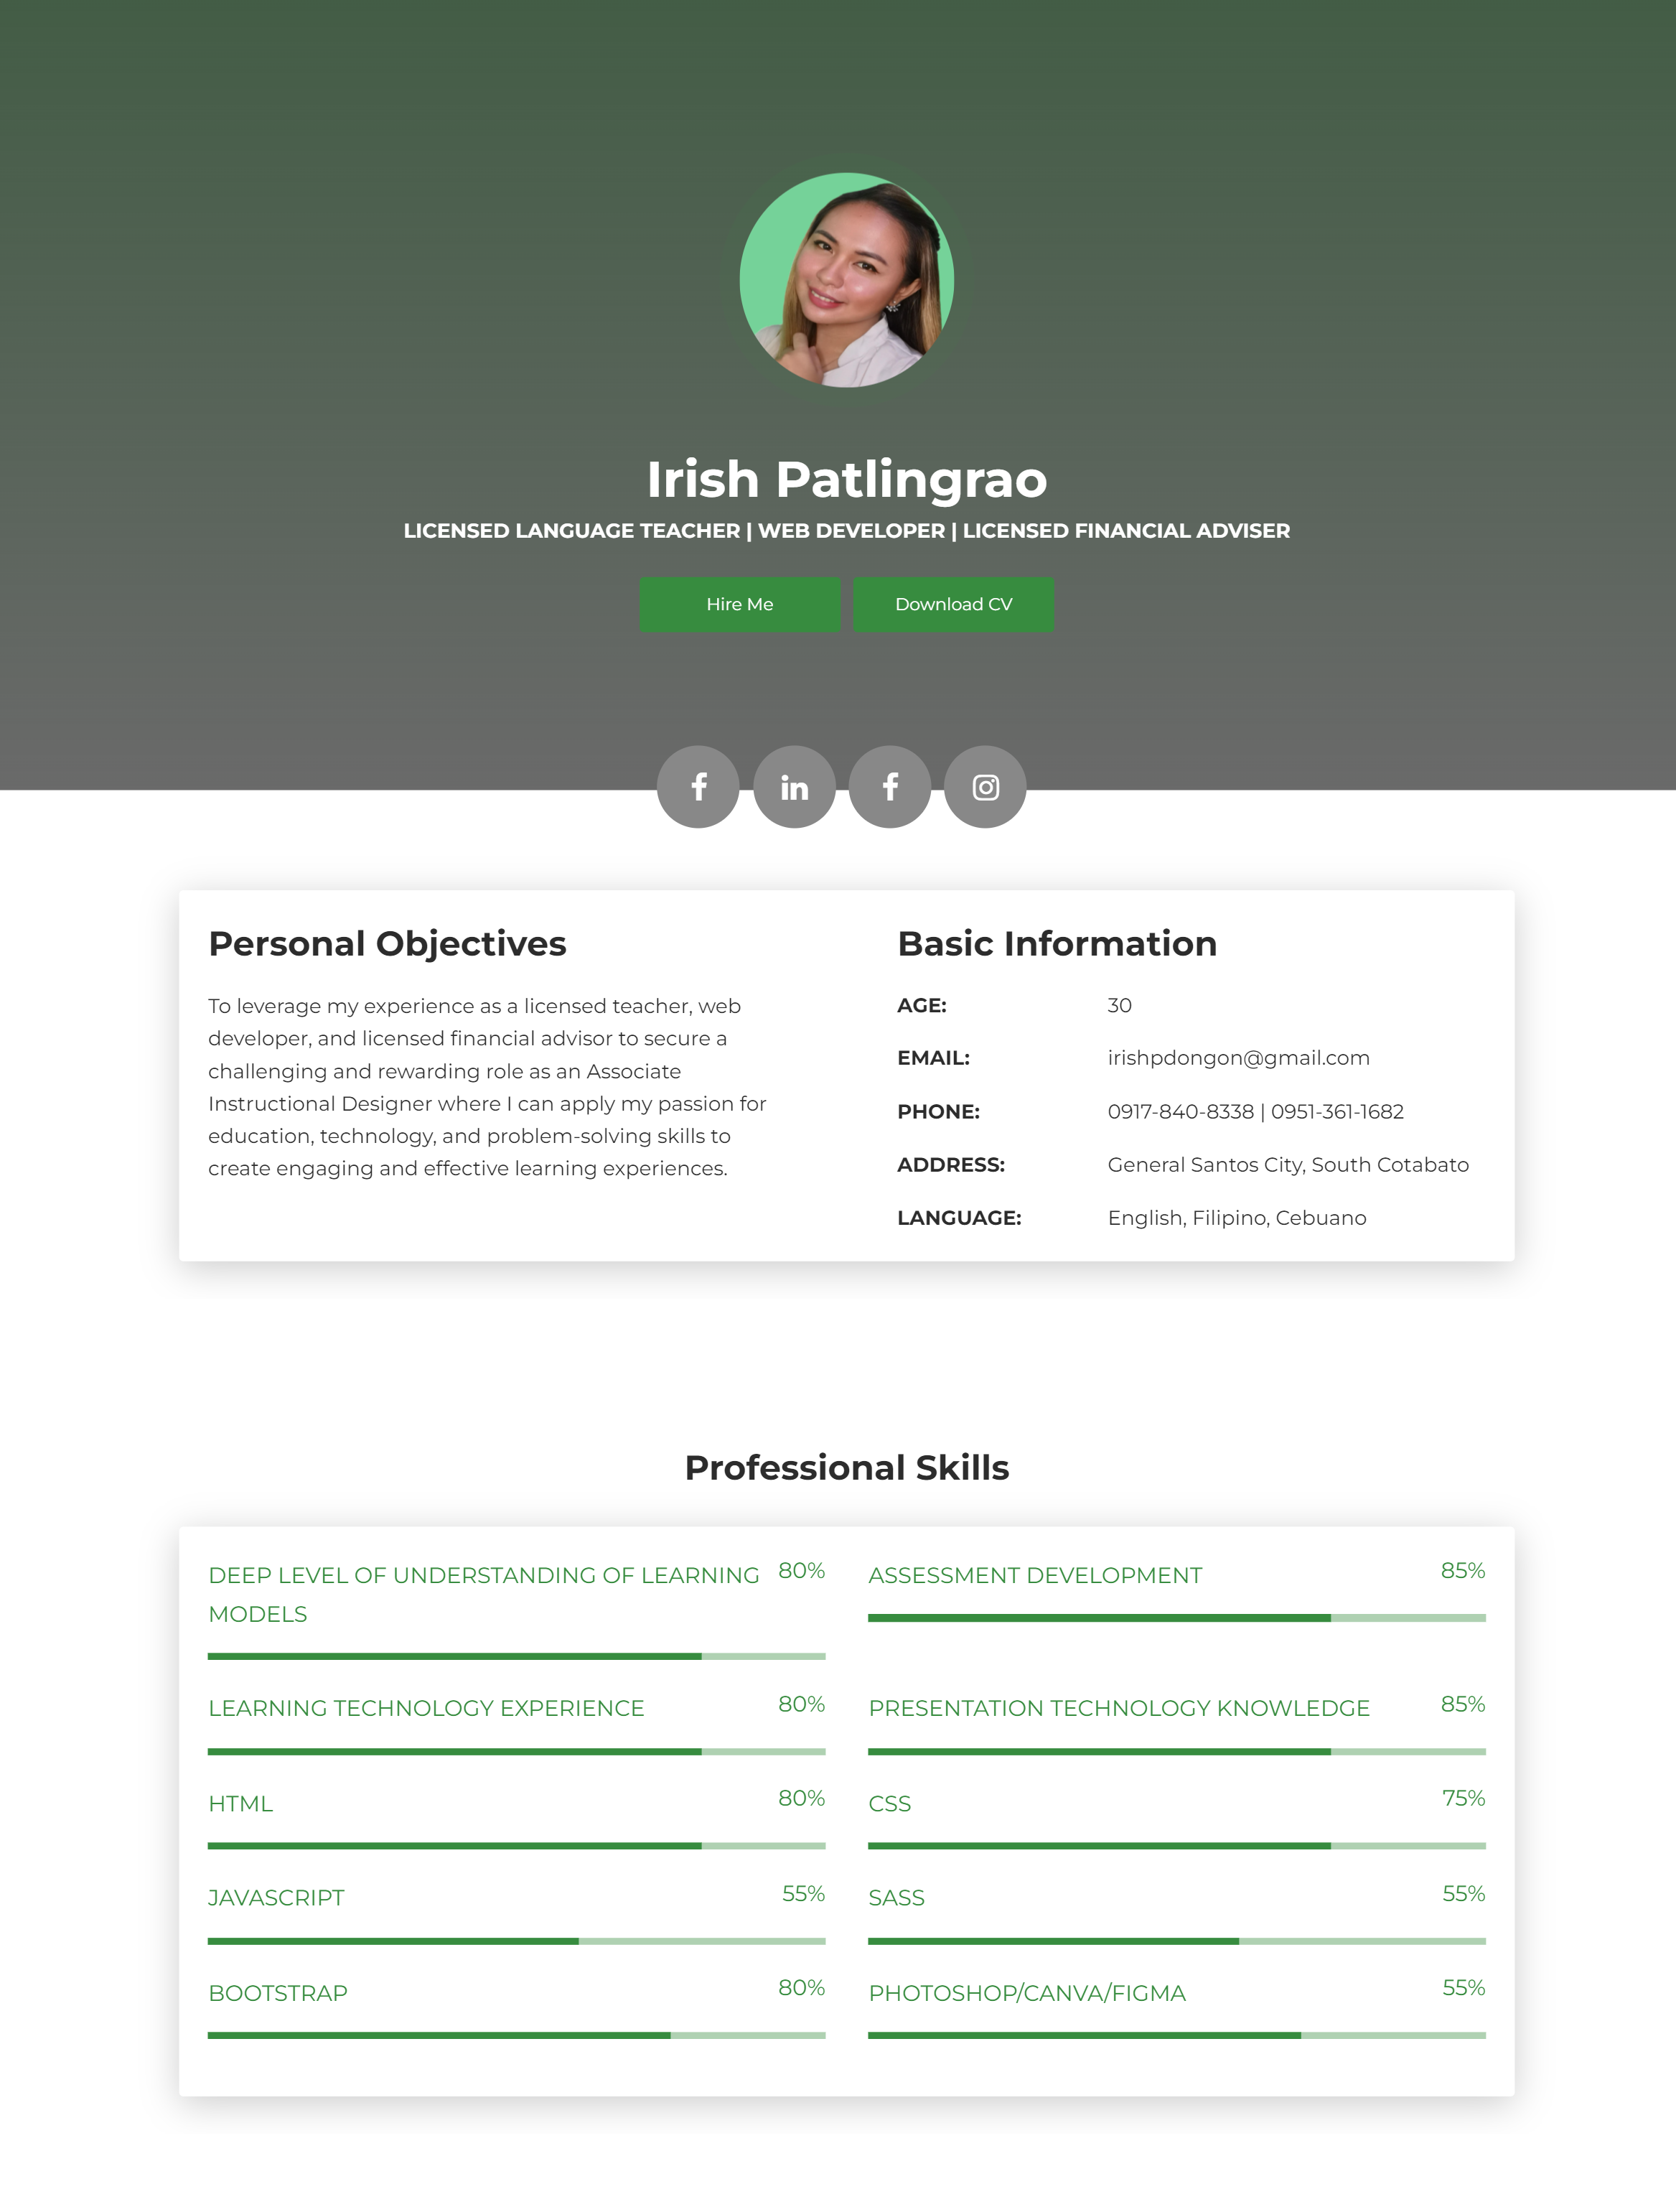 Irish Patlingrao
LICENSED LANGUAGE TEACHER | WEB DEVELOPER | LICENSED FINANCIAL ADVISER
Hire Me
Download CV
Personal Objectives
To leverage my experience as a licensed teacher, web
developer, and licensed financial advisor to secure a
challenging and rewarding role as an Associate
Instructional Designer where I can apply my passion for
education, technology, and problem-solving skills to
create engaging and effective learning experiences.
Basic Information
AGE: 30
EMAIL: irishpdongon@gmail.com
PHONE: 0917-840-8338 | 0951-361-1682
ADDRESS: General Santos City, South Cotabato
LANGUAGE: English, Filipino, Cebuano
Professional Skills
DEEP LEVEL OF UNDERSTANDING OF LEARNING 80%
MODELS
ASSESSMENT DEVELOPMENT 85%
LEARNING TECHNOLOGY EXPERIENCE 80%
PRESENTATION TECHNOLOGY KNOWLEDGE 85%
HTML 80%
CSS 75%
JAVASCRIPT 55%
SASS 55%
BOOTSTRAP 80%
PHOTOSHOP/CANVA/FIGMA 55%